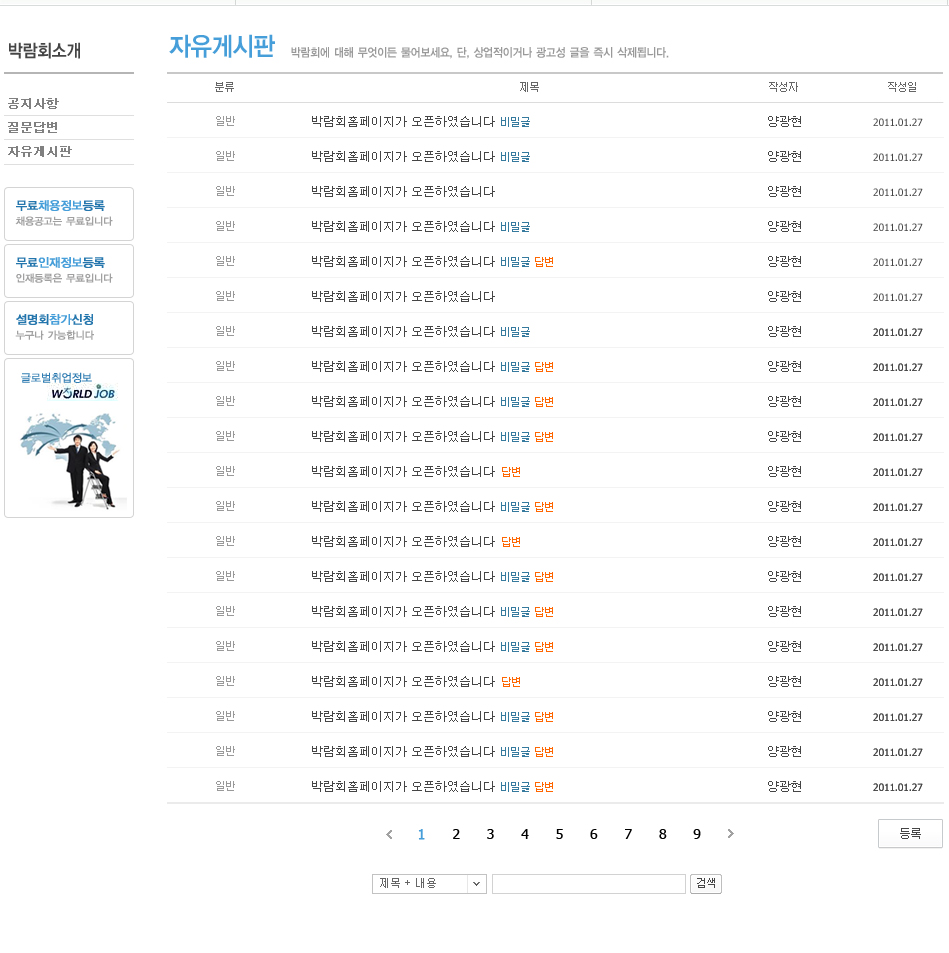 박람회소개
공지사항
질문답변
자유게시판
무료채용정보등록
채용공고는 무료입니다
무료인재정보등록
인재등록은 무료입니다
설명회참가신청
누구나 가능합니다
글로벌취업정보
WORLD JOB
자유게시판 박람회에 대해 무엇이든 물어보세요, 단, 상업적이거나 광고성 글을 즉시 삭제됩니다.
분류 제목 작성자 작성일
일반 박람회홈페이지가 오픈하였습니다 비밀글 양광현 2011.01.27
일반 박람회홈페이지가 오픈하였습니다 비밀글 양광현 2011.01.27
일반 박람회홈페이지가 오픈하였습니다 양광현 2011.01.27
일반 박람회홈페이지가 오픈하였습니다 비밀글 양광현 2011.01.27
일반 박람회홈페이지가 오픈하였습니다 비밀글 답변 양광현 2011.01.27
일반 박람회홈페이지가 오픈하였습니다 양광현 2011.01.27
일반 박람회홈페이지가 오픈하였습니다 비밀글 양광현 2011.01.27
일반 박람회홈페이지가 오픈하였습니다 비밀글 답변 양광현 2011.01.27
일반 박람회홈페이지가 오픈하였습니다 비밀글 답변 양광현 2011.01.27
일반 박람회홈페이지가 오픈하였습니다 비밀글 답변 양광현 2011.01.27
일반 박람회홈페이지가 오픈하였습니다 답변 양광현 2011.01.27
일반 박람회홈페이지가 오픈하였습니다 비밀글 답변 양광현 2011.01.27
일반 박람회홈페이지가 오픈하였습니다 답변 양광현 2011.01.27
일반 박람회홈페이지가 오픈하였습니다 비밀글 답변 양광현 2011.01.27
일반 박람회홈페이지가 오픈하였습니다 비밀글 답변 양광현 2011.01.27
일반 박람회홈페이지가 오픈하였습니다 비밀글 답변 양광현 2011.01.27
일반 박람회홈페이지가 오픈하였습니다 답변 양광현 2011.01.27
일반 박람회홈페이지가 오픈하였습니다 비밀글 답변 양광현 2011.01.27
일반 박람회홈페이지가 오픈하였습니다 비밀글 답변 양광현 2011.01.27
일반 박람회홈페이지가 오픈하였습니다 비밀글 답변 양광현 2011.01.27
1 2 3 4 5 6 7 8 9 등록
제목 + 내용 검색